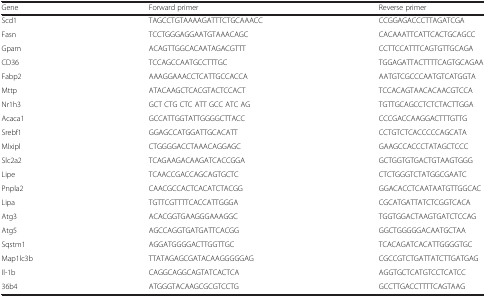 Gene Forward primer Reverse primer
Scd1 TAGCCTGTAAAAGATTTCTGCAAACC CCGGAGACCCTTAGATCGA
Fasn TCCTGGGAGGAATGTAAACAGC CACAAATTCATTCACTGCAGCC
Gpam ACAGTTGGCACAATAGACGTTT CCTTCCATTTCAGTGTTGCAGA
CD36 TCCAGCCAATGCCTTTGC TGGAGATTACTTTTCAGTGCAGAA
Fabp2 AAAGGAAACCTCATTGCCACCA AATGTCGCCCAATGTCATGGTA
Mttp ATACAAGCTCACGTACTCCACT TCCACAGTAACACAACGTCCA
Nr1h3 GCT CTG CTC ATT GCC ATC AG TGTTGCAGCCTCTCTACTTGGA
Acaca1 GCCATTGGTATTGGGGCTTACC CCCGACCAAGGACTTTGTTG
Srebf1 GGAGCCATGGATTGCACATT CCTGTCTCACCCCCAGCATA
Mlxipl CTGGGGACCTAAACAGGAGC GAAGCCACCCTATAGCTCCC
Slc2a2 TCAGAAGACAAGATCACCGGA GCTGGTGTGACTGTAAGTGGG
Lipe TCAACCGACCAGCAGTGCTC CTCTGGGTCTATGGCGAATC
Pnpla2 CAACGCCACTCACATCTACGG GGACACCTCAATAATGTTGGCAC
Lipa TGTTCGTTTTCACCATTGGGA CGCATGATTATCTCGGTCACA
Atg3 ACACGGTGAAGGGAAAGGC TGGTGGACTAAGTGATCTCCAG
Atg5 AGCCAGGTGATGATTCACGG GGCTGGGGGACAATGCTAA
Sqstm1 AGGATGGGGACTTGGTTGC TCACAGATCACATTGGGGTGC
Map1lc3b TTATAGAGCGATACAAGGGGGAG CGCCGTCTGATTATCTTGATGAG
Il-1b CAGGCAGGCAGTATCACTCA AGGTGCTCATGTCCTCATCC
36b4 ATGGGTACAAGCGCGTCCTG GCCTTGACCTTTTCAGTAAG